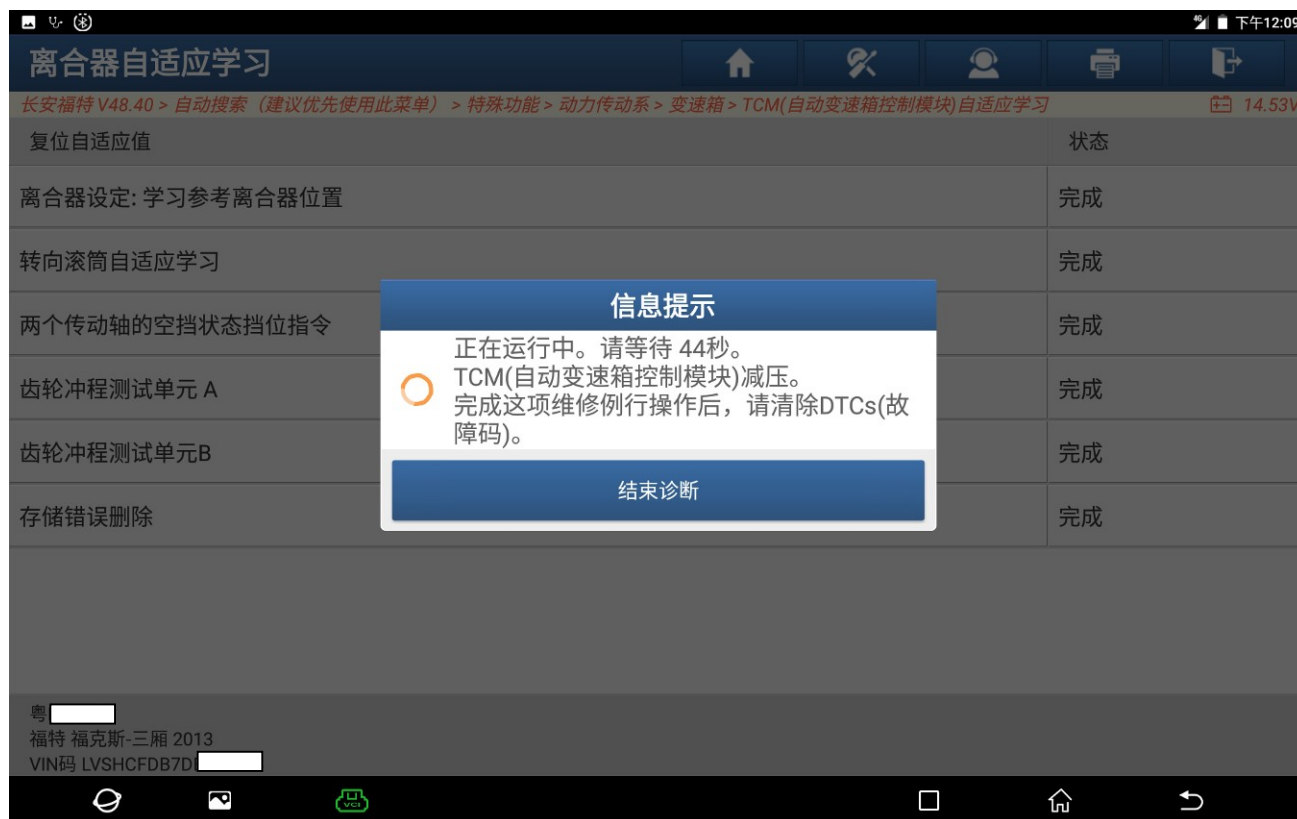 4G 下午12:09
离合器自适应学习
长安福特 V48.40 > 自动搜索（建议优先使用此菜单） > 特殊功能 > 动力传动系 > 变速箱 > TCM(自动变速箱控制模块)自适应学习 14.53V
复位自适应值 状态
离合器设定: 学习参考离合器位置 完成
转向滚筒自适应学习 完成
两个传动轴的空挡状态挡位指令 完成
齿轮冲程测试单元 A 完成
齿轮冲程测试单元B 完成
存储错误删除 完成
信息提示
正在运行中。请等待 44秒。
TCM(自动变速箱控制模块)减压。
完成这项维修例行操作后，请清除DTCs(故
障码)。
结束诊断
粤
福特 福克斯-三厢 2013
VIN码 LVSHCFDB7D
VCI